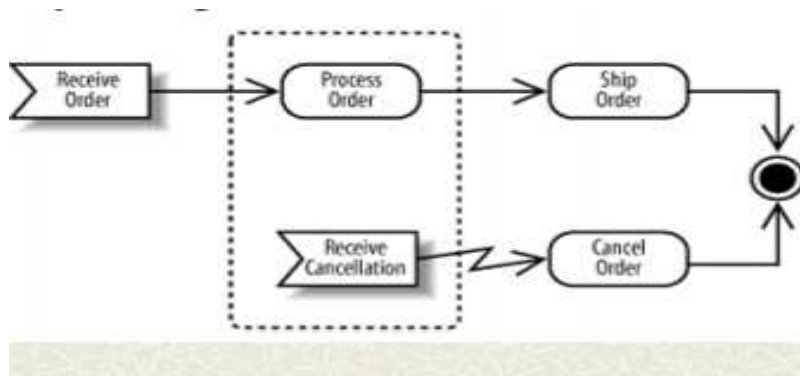 Receive
Order
Process
Order
Ship
Order
Receive
Cancellation
Cancel
Order